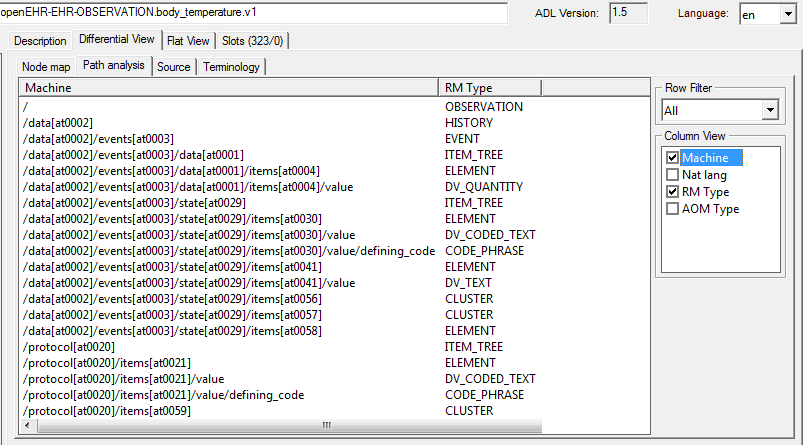 openEHR-EHR-OBSERVATION.body_temperature.v1 ADL Version: 1.5 Language: en
Description Differential View Flat View Slots (323/0)
Node map Path analysis Source Terminology
Machine RM Type
/ OBSERVATION
/data[at0002] HISTORY
/data[at0002]/events[at0003] EVENT
/data[at0002]/events[at0003]/data[at0001] ITEM_TREE
/data[at0002]/events[at0003]/data[at0001]/items[at0004] ELEMENT
/data[at0002]/events[at0003]/data[at0001]/items[at0004]/value DV_QUANTITY
/data[at0002]/events[at0003]/state[at0029] ITEM_TREE
/data[at0002]/events[at0003]/state[at0029]/items[at0030] ELEMENT
/data[at0002]/events[at0003]/state[at0029]/items[at0030]/value DV_CODED_TEXT
/data[at0002]/events[at0003]/state[at0029]/items[at0030]/value/defining_code CODE_PHRASE
/data[at0002]/events[at0003]/state[at0029]/items[at0041] ELEMENT
/data[at0002]/events[at0003]/state[at0029]/items[at0041]/value DV_TEXT
/data[at0002]/events[at0003]/state[at0029]/items[at0056] CLUSTER
/data[at0002]/events[at0003]/state[at0029]/items[at0057] CLUSTER
/data[at0002]/events[at0003]/state[at0029]/items[at0058] ELEMENT
/protocol[at0020] ITEM_TREE
/protocol[at0020]/items[at0021] ELEMENT
/protocol[at0020]/items[at0021]/value DV_CODED_TEXT
/protocol[at0020]/items[at0021]/value/defining_code CODE_PHRASE
/protocol[at0020]/items[at0059] CLUSTER
Row Filter
All
Column View
Machine
Nat lang
RM Type
AOM Type